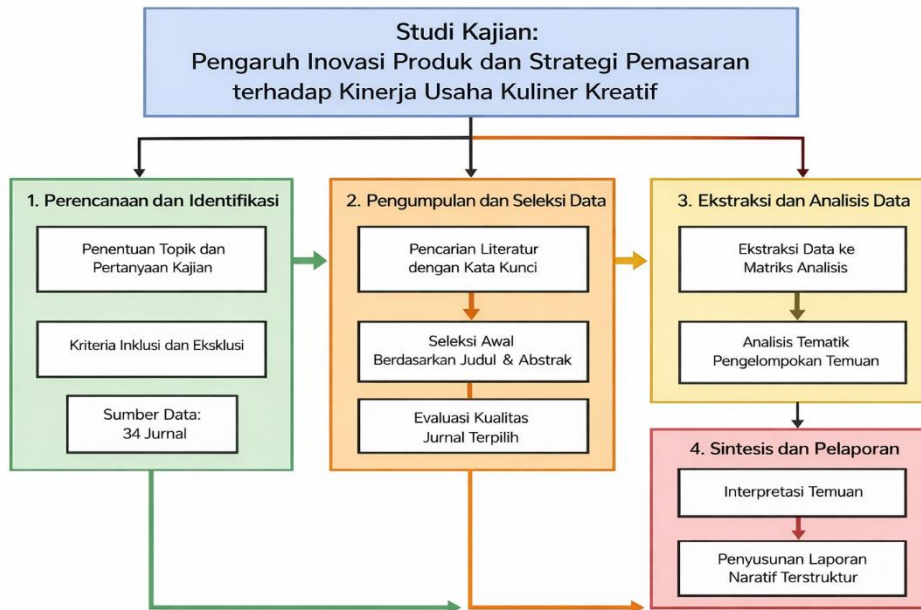 Studi Kajian:
Pengaruh Inovasi Produk dan Strategi Pemasaran
terhadap Kinerja Usaha Kuliner Kreatif
1. Perencanaan dan Identifikasi
Penentuan Topik dan
Pertanyaan Kajian
Kriteria Inklusi dan Eksklusi
Sumber Data:
34 Jurnal
2. Pengumpulan dan Seleksi Data
Pencarian Literatur
dengan Kata Kunci
Seleksi Awal
Berdasarkan Judul & Abstrak
Evaluasi Kualitas
Jurnal Terpilih
3. Ekstraksi dan Analisis Data
Ekstraksi Data ke
Matriks Analisis
Analisis Tematik
Pengelompokan Temuan
4. Sintesis dan Pelaporan
Interpretasi Temuan
Penyusunan Laporan
Naratif Terstruktur